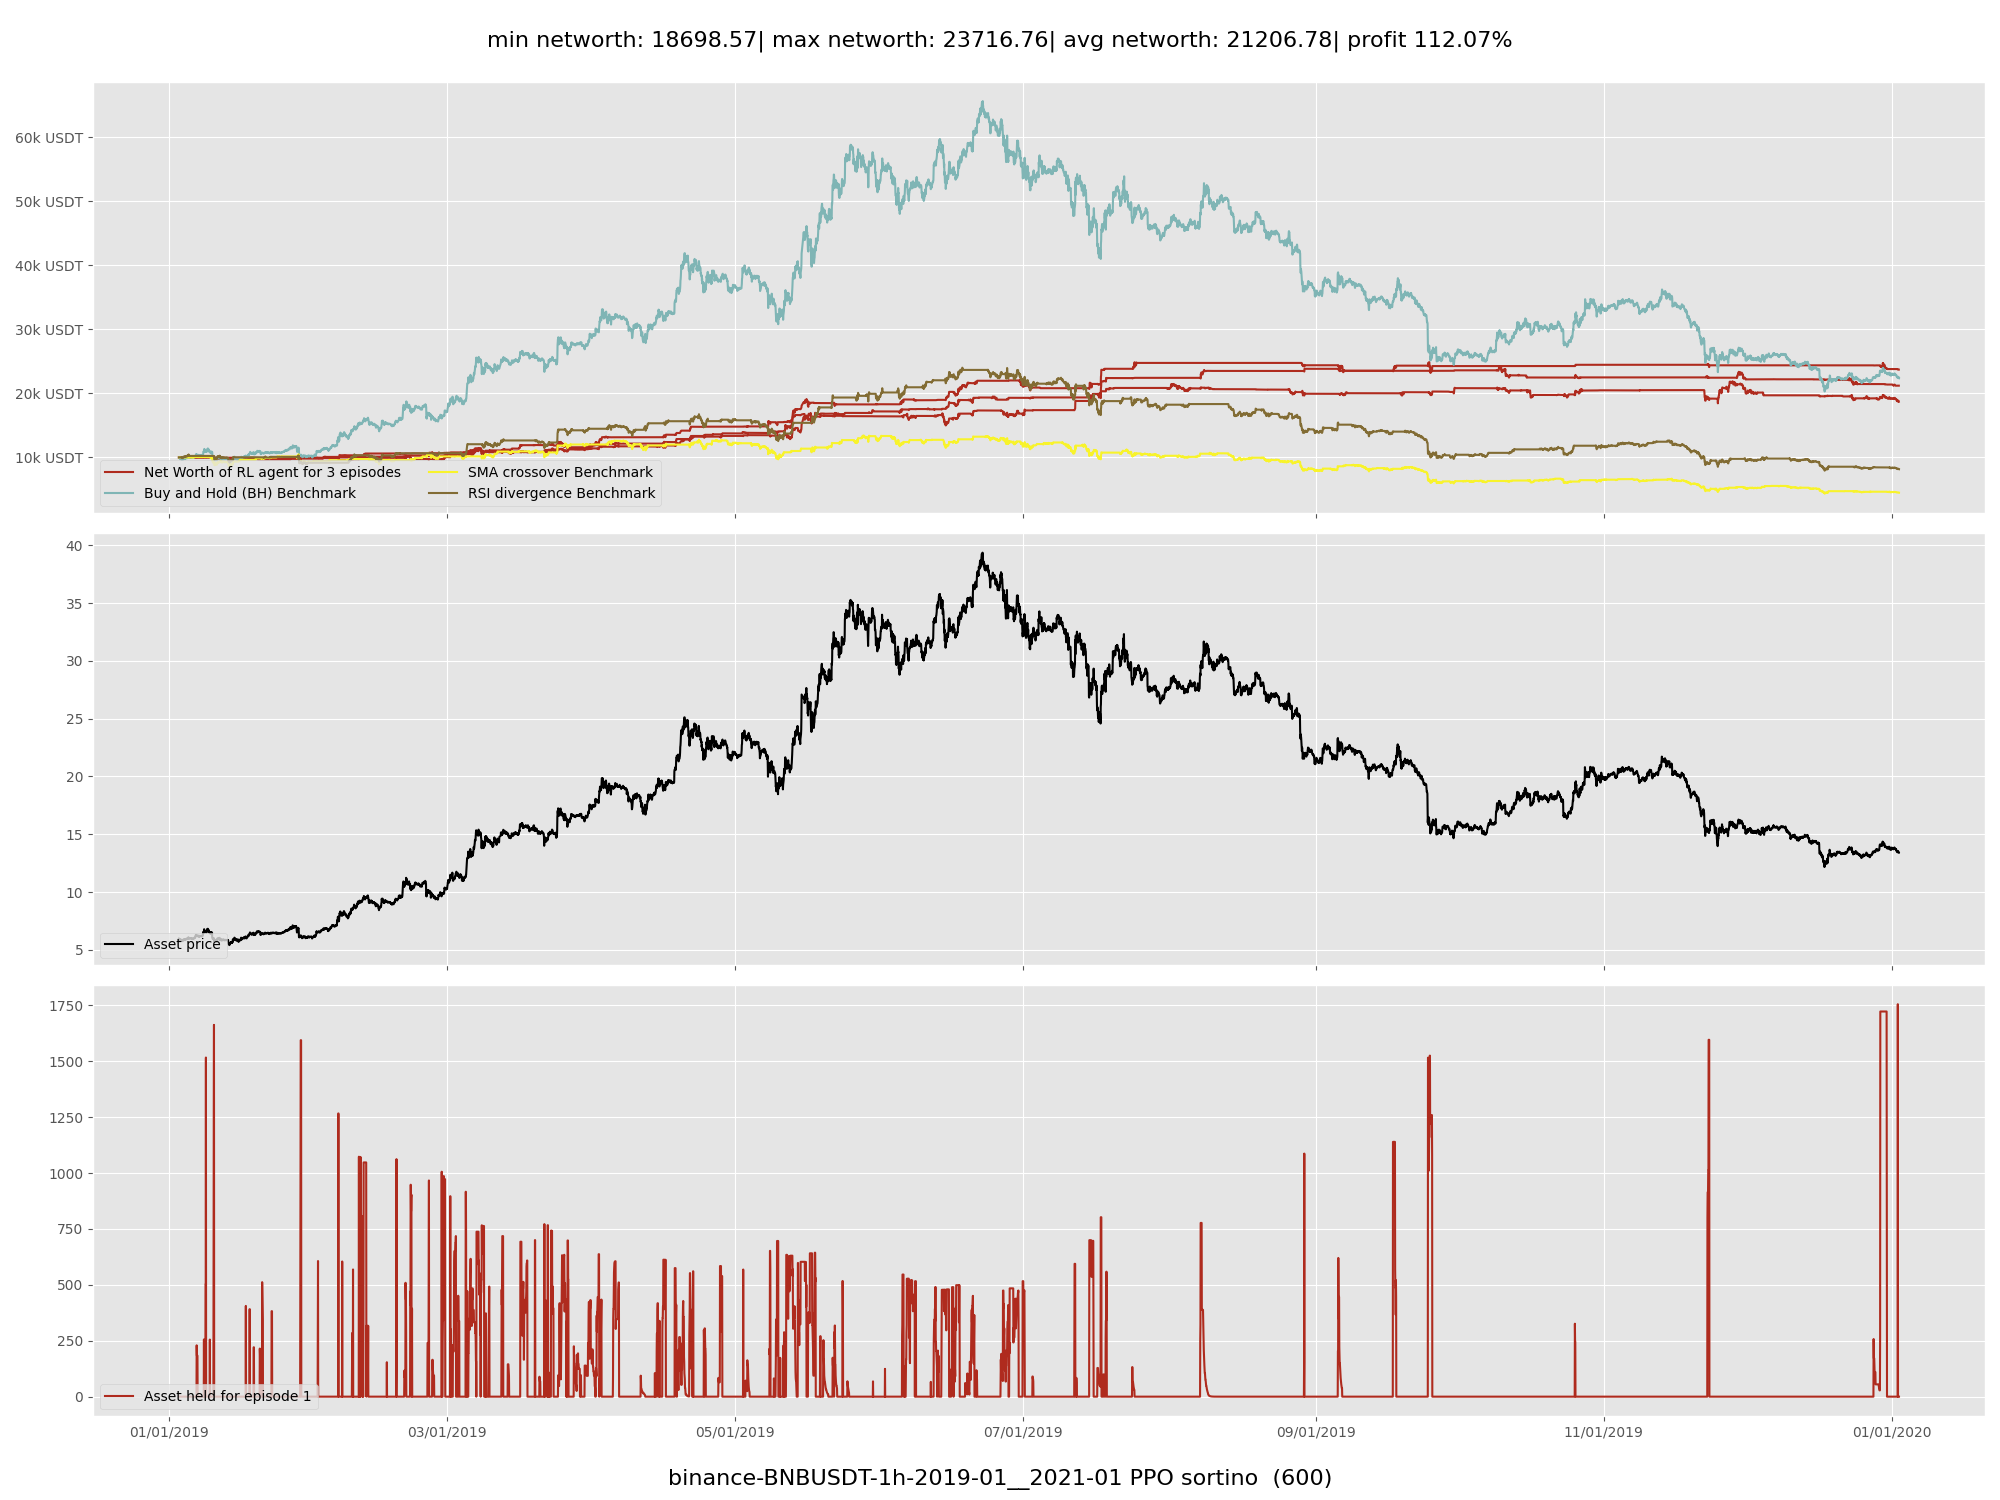 min networth: 18698.57| max networth: 23716.76| avg networth: 21206.78| profit 112.07%
60k USDT
50k USDT
40k USDT
30k USDT
20k USDT
10k USDT
Net Worth of RL agent for 3 episodes
Buy and Hold (BH) Benchmark
SMA crossover Benchmark
RSI divergence Benchmark
40
35
30
25
20
15
10
5
Asset price
1750
1500
1250
1000
750
500
250
0
Asset held for episode 1
01/01/2019 03/01/2019 05/01/2019 07/01/2019 09/01/2019 11/01/2019 01/01/2020
binance-BNBUSDT-1h-2019-01__2021-01 PPO sortino (600)